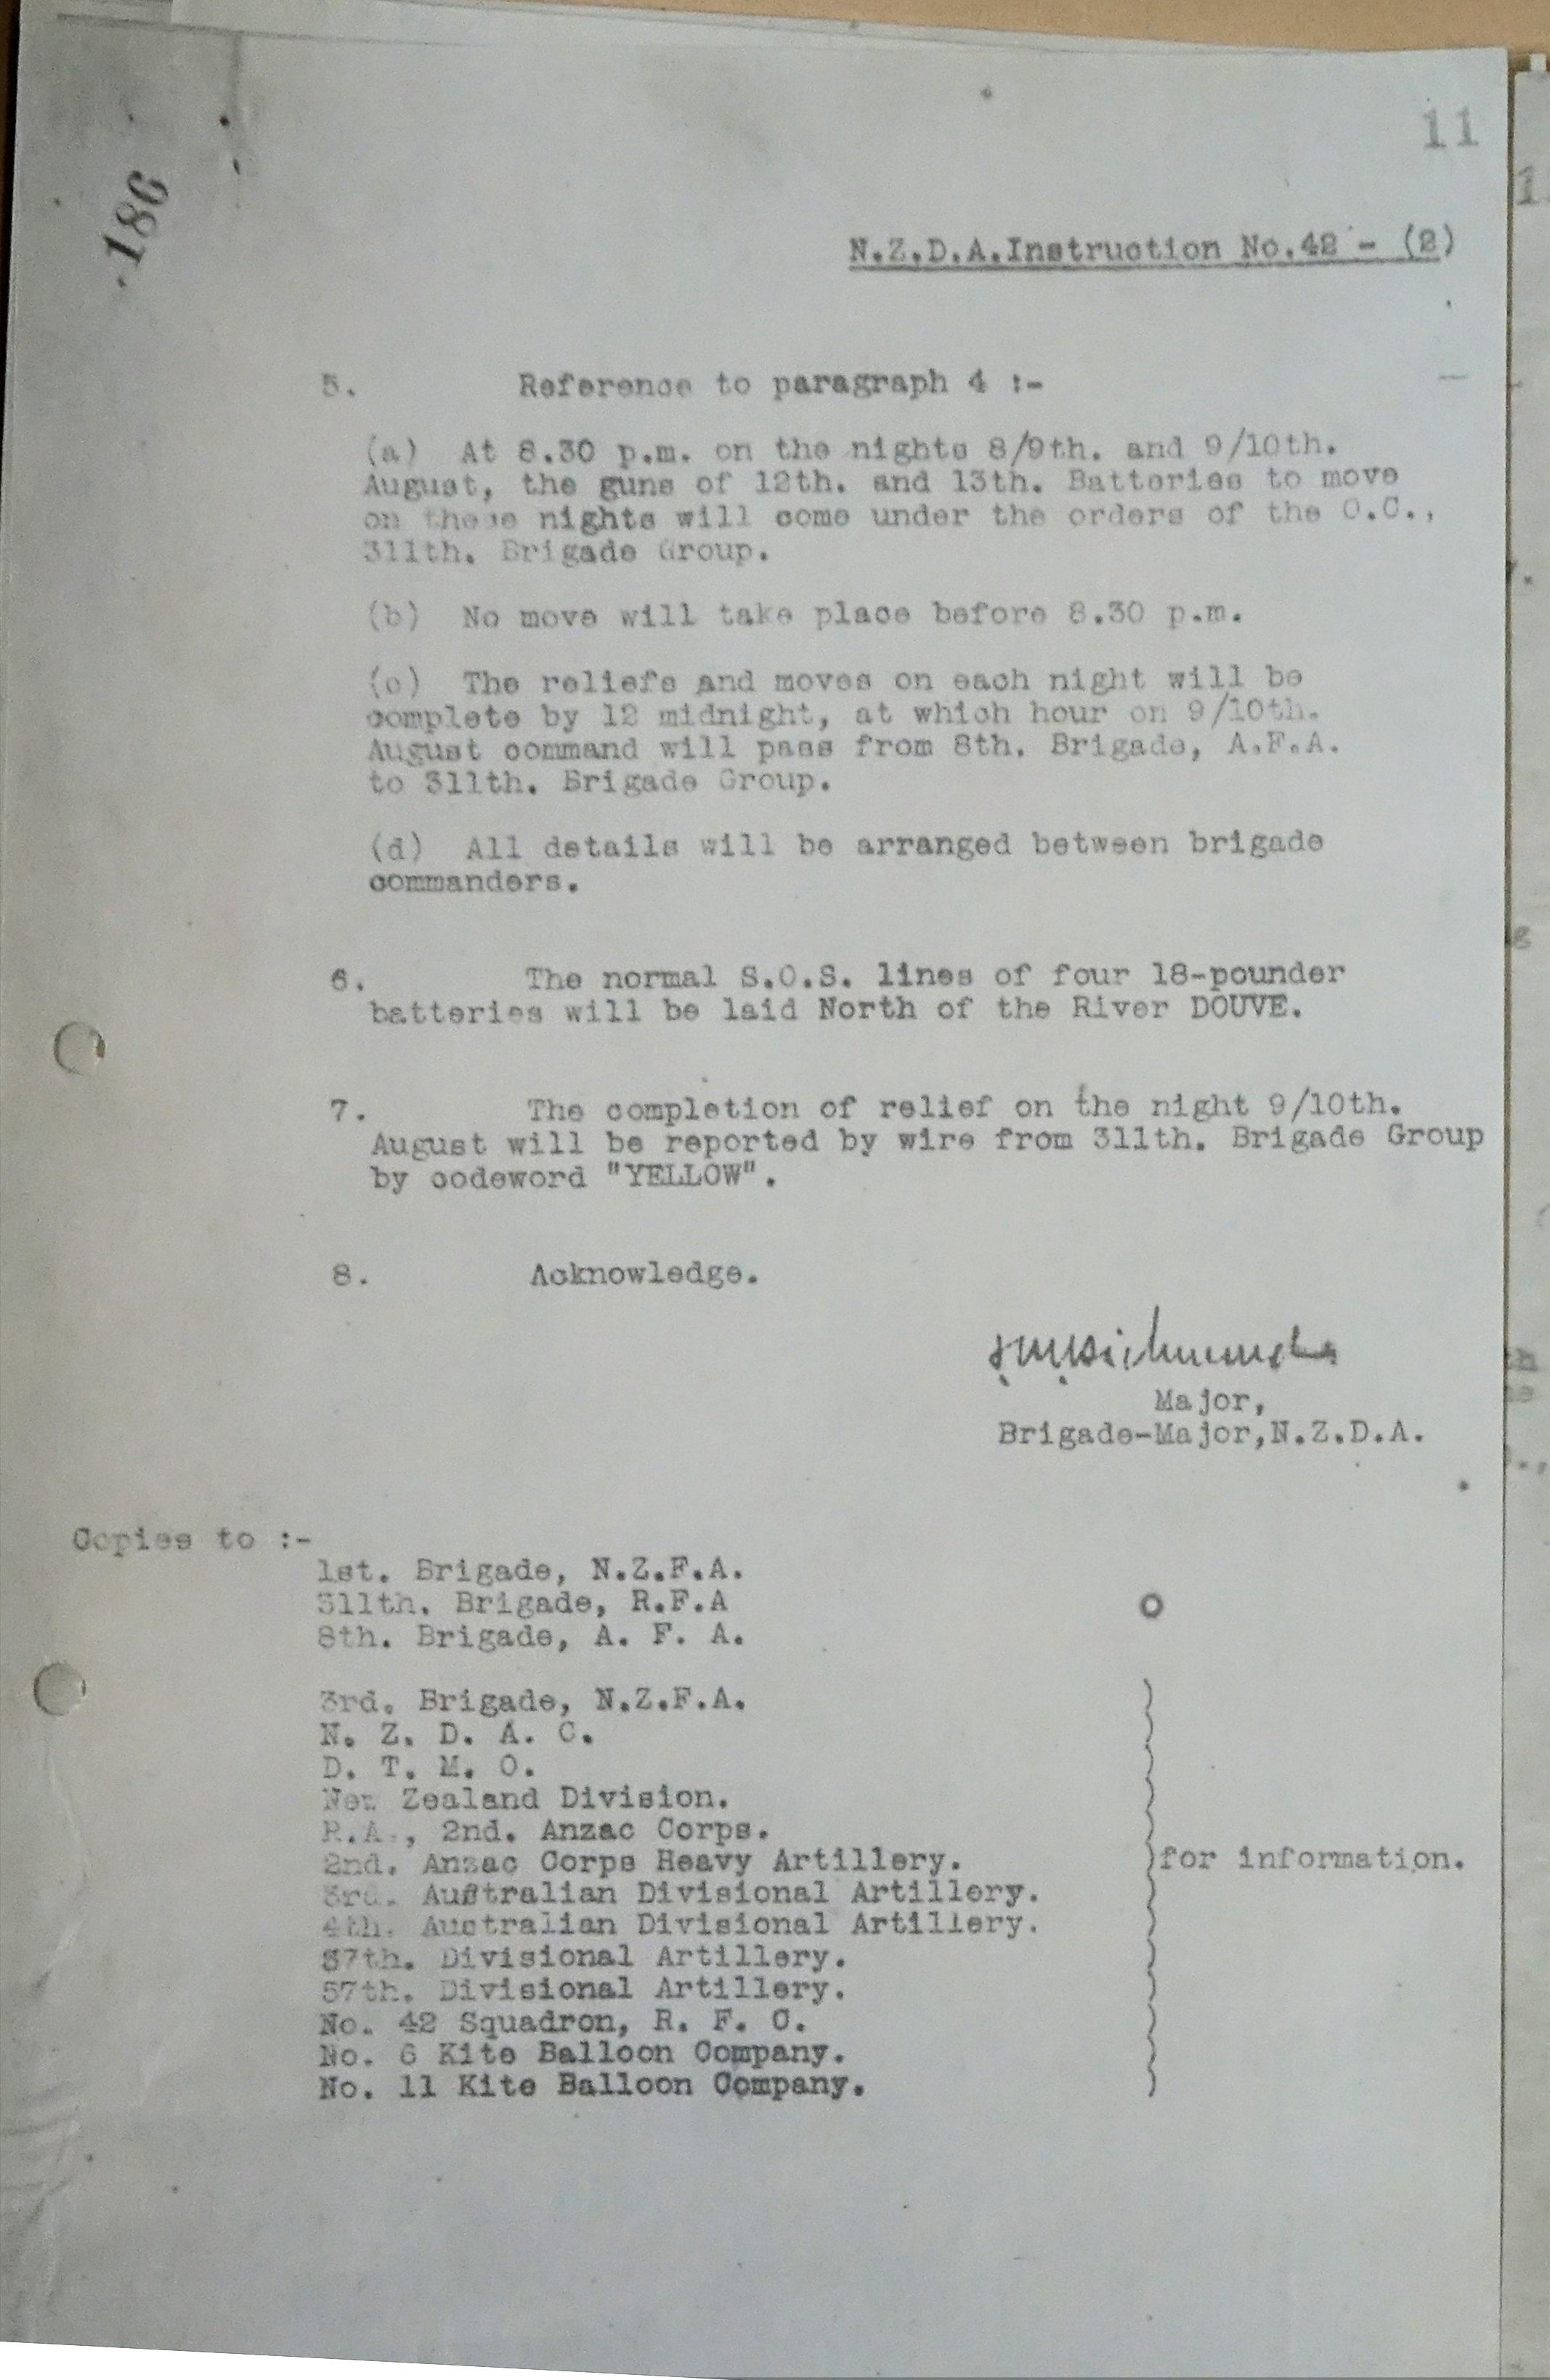 11
186
N.Z.D.A.Instruction No.42 - (2)
5. Reference to paragraph 4 :-
(a) At 8.30 p.m. on the nights 8/9th. and 9/10th.
August, the guns of 12th. and 13th. Batteries to move
on these nights will come under the orders of the O.C.,
311th. Brigade Group.
(b) No move will take place before 8.30 p.m.
(c) The reliefs and moves on each night will be
complete by 12 midnight, at which hour on 9/10th.
August command will pass from 8th. Brigade, A.F.A.
to 311th. Brigade Group.
(d) All details will be arranged between brigade
commanders.
6. The normal S.O.S. lines of four 18-pounder
batteries will be laid North of the River DOUVE.
7. The completion of relief on the night 9/10th.
August will be reported by wire from 311th. Brigade Group
by codeword "YELLOW".
8. Acknowledge.
Major,
Brigade-Major,N.Z.D.A.
Copies to :-
1st. Brigade, N.Z.F.A.
311th. Brigade, R.F.A
8th. Brigade, A. F. A.
3rd. Brigade, N.Z.F.A.
N. Z. D. A. C.
D. T. M. O.
New Zealand Division.
R.A., 2nd. Anzac Corps.
2nd. Anzac Corps Heavy Artillery. for information.
3rd. Australian Divisional Artillery.
4th. Australian Divisional Artillery.
37th. Divisional Artillery.
57th. Divisional Artillery.
No. 42 Squadron, R. F. C.
No. 6 Kite Balloon Company.
No. 11 Kite Balloon Company.